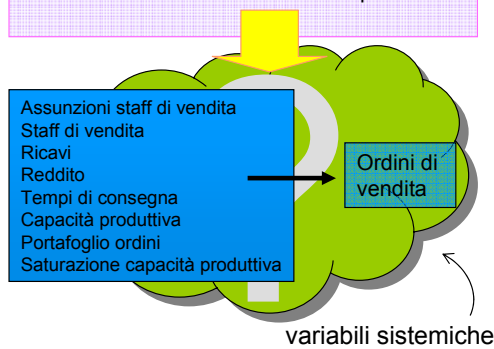 Assunzioni staff di vendita
Staff di vendita
Ricavi
Reddito
Tempi di consegna
Capacità produttiva
Portafoglio ordini
Saturazione capacità produttiva
Ordini di
vendita
variabili sistemiche